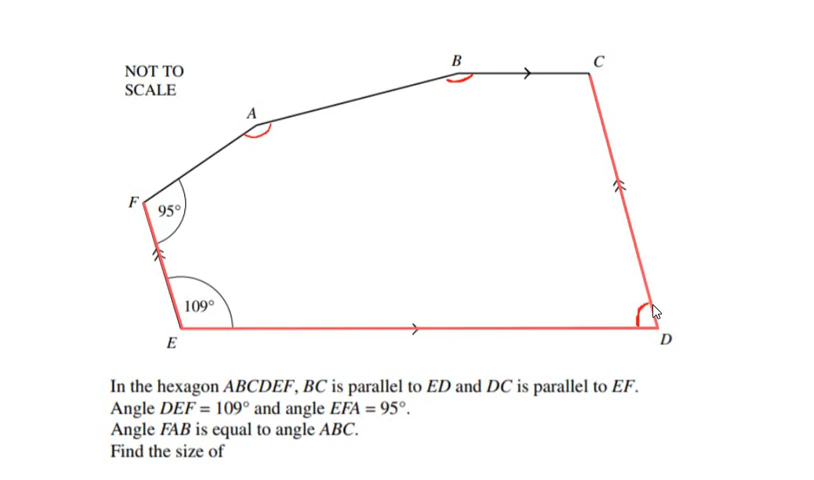 NOT TO
SCALE
B
C
A
F
95°
109°
E
D
In the hexagon ABCDEF, BC is parallel to ED and DC is parallel to EF.
Angle DEF = 109° and angle EFA = 95°.
Angle FAB is equal to angle ABC.
Find the size of